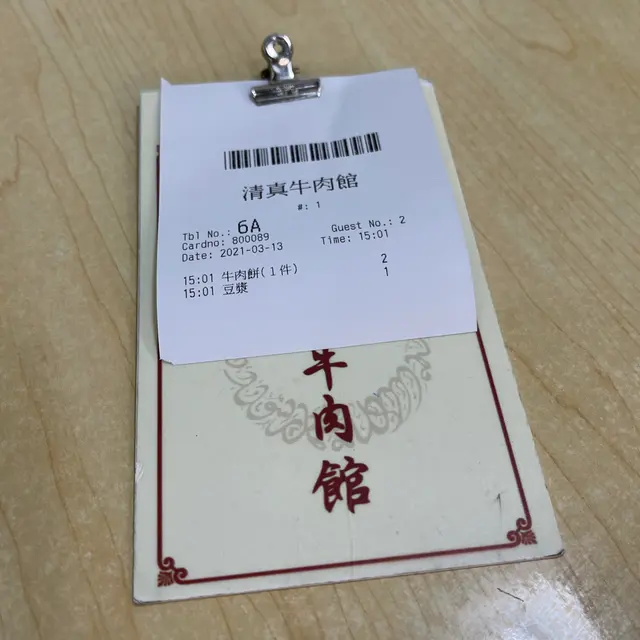 清真牛肉館
#: 1
Tbl No.: 6A Guest No.: 2
Cardno: 800089
Date: 2021-03-13 Time: 15:01
15:01 牛肉餅(1件) 2
15:01 豆漿 1
牛肉館